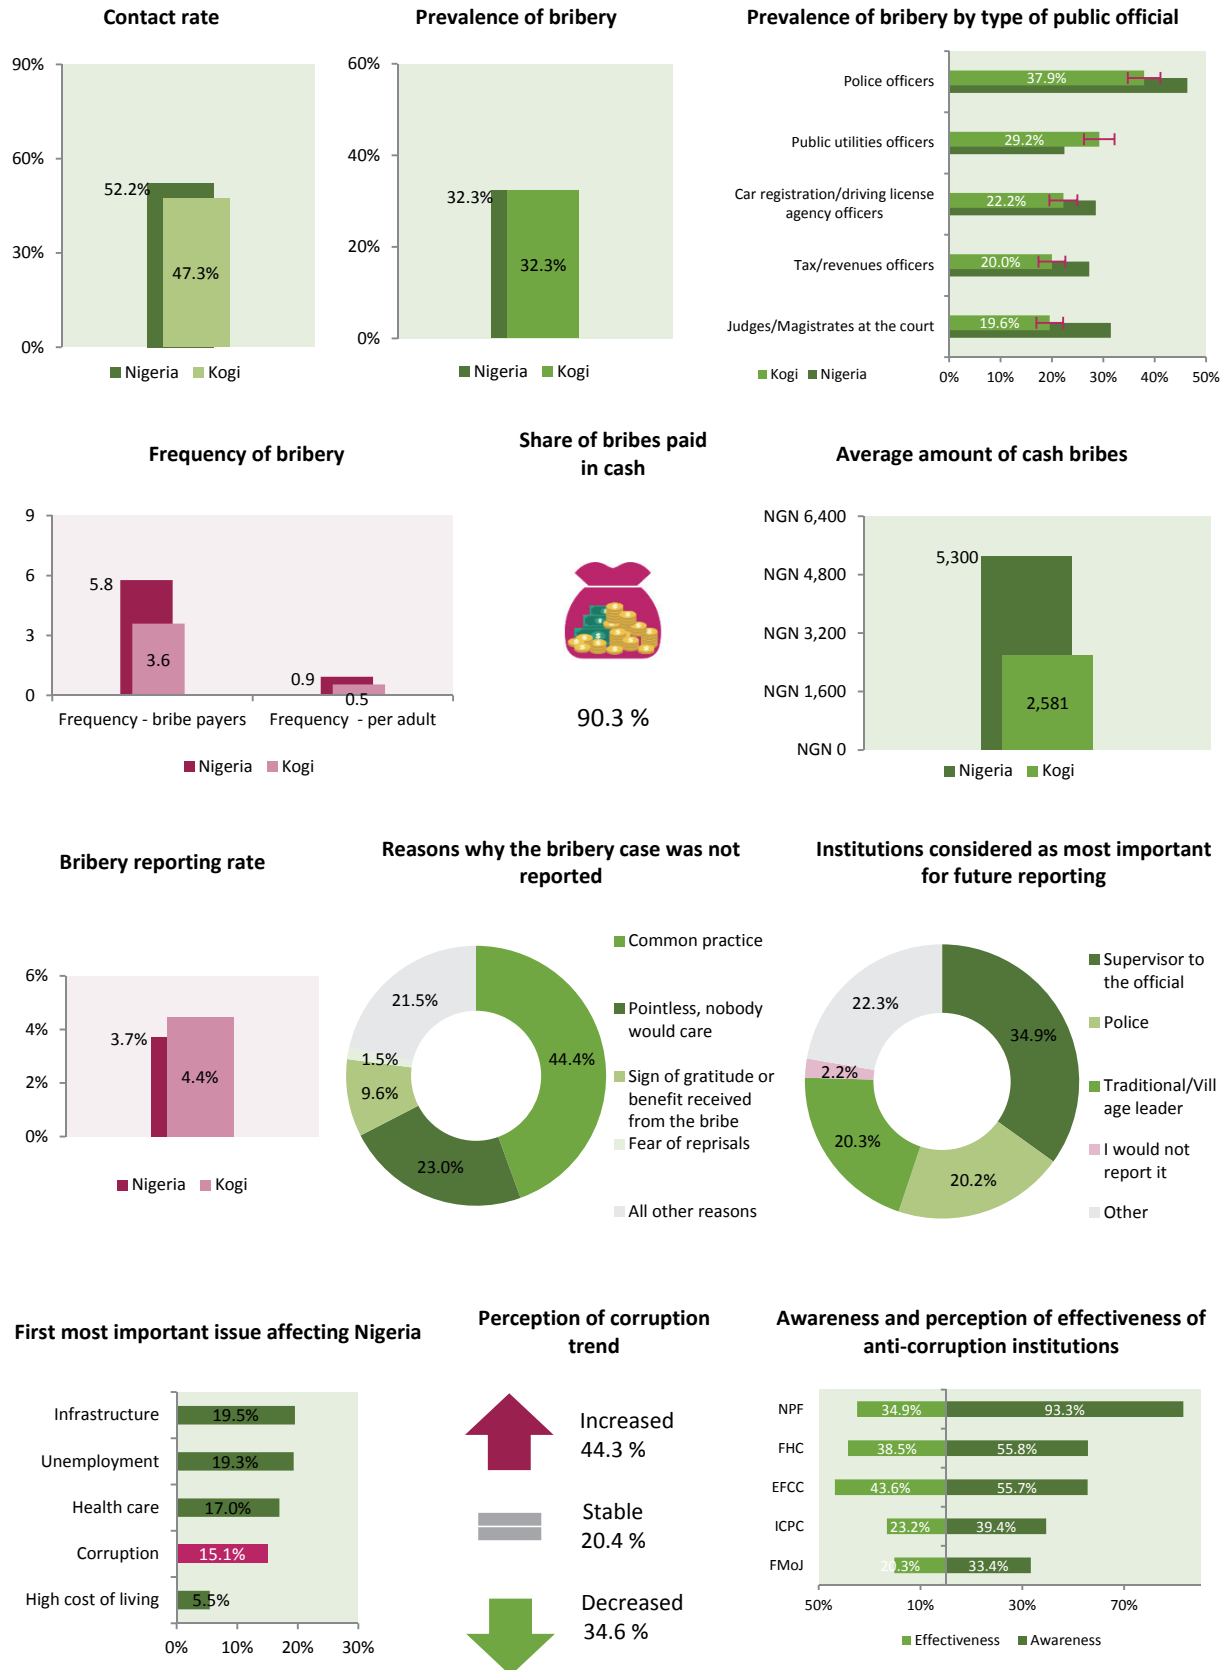 Contact rate
90%
60%
30%
0%
52.2%
47.3%
Nigeria Kogi
Prevalence of bribery
60%
40%
20%
0%
32.3%
32.3%
Nigeria Kogi
Prevalence of bribery by type of public official
Police officers
37.9%
Public utilities officers
29.2%
Car registration/driving license
agency officers
22.2%
Tax/revenues officers
20.0%
Judges/Magistrates at the court
19.6%
0% 10% 20% 30% 40% 50%
Kogi Nigeria
Frequency of bribery
9
6
3
0
5.8
3.6
0.9
0.5
Frequency - bribe payers
Frequency - per adult
Nigeria Kogi
Share of bribes paid
in cash
90.3 %
Average amount of cash bribes
NGN 6,400
NGN 4,800
NGN 3,200
NGN 1,600
NGN 0
5,300
2,581
Nigeria Kogi
Bribery reporting rate
6%
4%
2%
0%
3.7%
4.4%
Nigeria Kogi
Reasons why the bribery case was not
reported
21.5%
1.5%
9.6%
23.0%
44.4%
Common practice
Pointless, nobody
would care
Sign of gratitude or
benefit received
from the bribe
Fear of reprisals
All other reasons
Institutions considered as most important
for future reporting
22.3%
2.2%
20.3%
20.2%
34.9%
Supervisor to
the official
Police
Traditional/Vill
age leader
I would not
report it
Other
First most important issue affecting Nigeria
Infrastructure
19.5%
Unemployment
19.3%
Health care
17.0%
Corruption
15.1%
High cost of living
5.5%
0% 10% 20% 30%
Perception of corruption
trend
Increased
44.3 %
Stable
20.4 %
Decreased
34.6 %
Awareness and perception of effectiveness of
anti-corruption institutions
NPF 34.9% 93.3%
FHC 38.5% 55.8%
EFCC 43.6% 55.7%
ICPC 23.2% 39.4%
FMoJ 20.3% 33.4%
50% 10% 30% 70%
Effectiveness Awareness